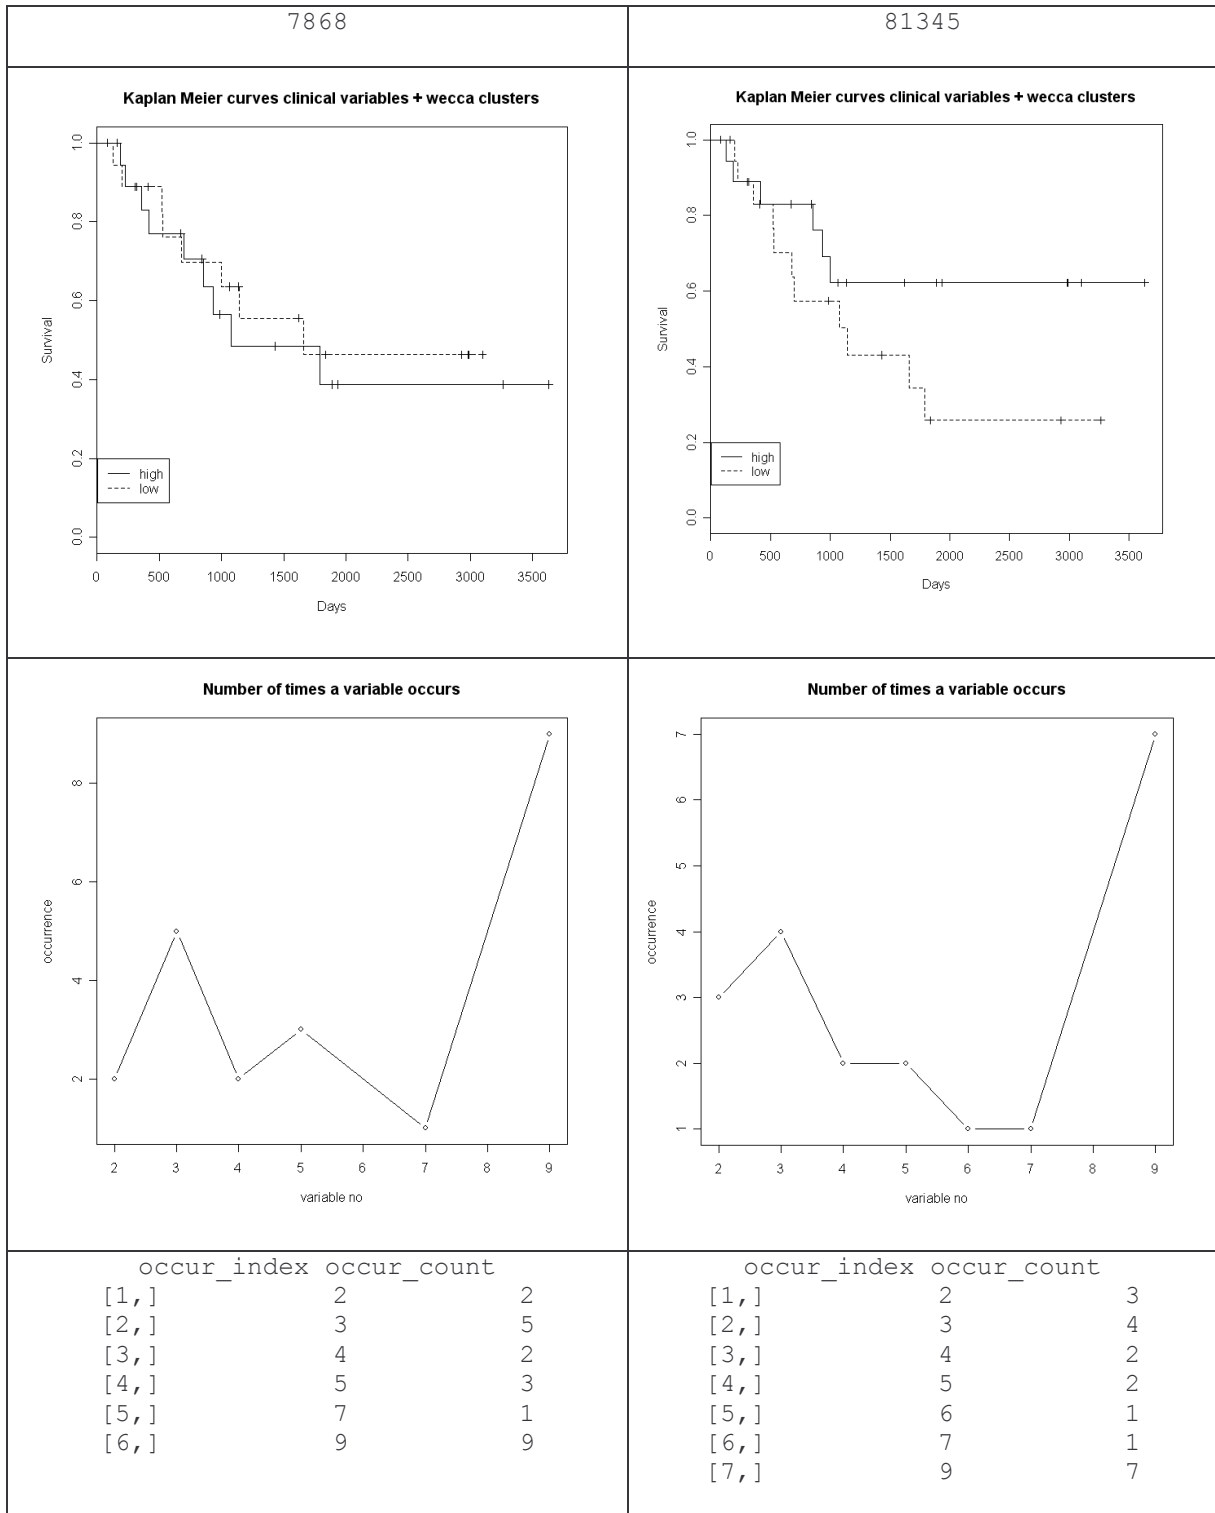 7868
81345
Kaplan Meier curves clinical variables + wecca clusters
1.0
0.8
0.6
0.4
0.2
0.0
Survival
high
low
0 500 1000 1500 2000 2500 3000 3500
Days
Kaplan Meier curves clinical variables + wecca clusters
1.0
0.8
0.6
0.4
0.2
0.0
Survival
high
low
0 500 1000 1500 2000 2500 3000 3500
Days
Number of times a variable occurs
8
6
4
2
occurrence
2 3 4 5 6 7 8 9
variable no
Number of times a variable occurs
7
6
5
4
3
2
1
occurrence
2 3 4 5 6 7 8 9
variable no
occur_index occur_count
[1,] 2 2
[2,] 3 5
[3,] 4 2
[4,] 5 3
[5,] 7 1
[6,] 9 9
occur_index occur_count
[1,] 2 3
[2,] 3 4
[3,] 4 2
[4,] 5 2
[5,] 6 1
[6,] 7 1
[7,] 9 7